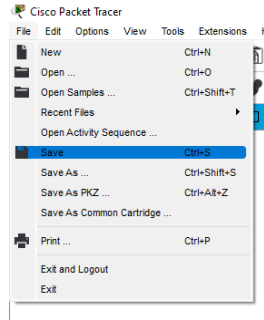 Cisco Packet Tracer
File Edit Options View Tools Extensions
New Ctrl+N
Open ... Ctrl+O
Open Samples ... Ctrl+Shift+T
Recent Files
Open Activity Sequence ...
Save Ctrl+S
Save As ... Ctrl+Shift+S
Save As PKZ ... Ctrl+Alt+Z
Save As Common Cartridge ...
Print ... Ctrl+P
Exit and Logout
Exit